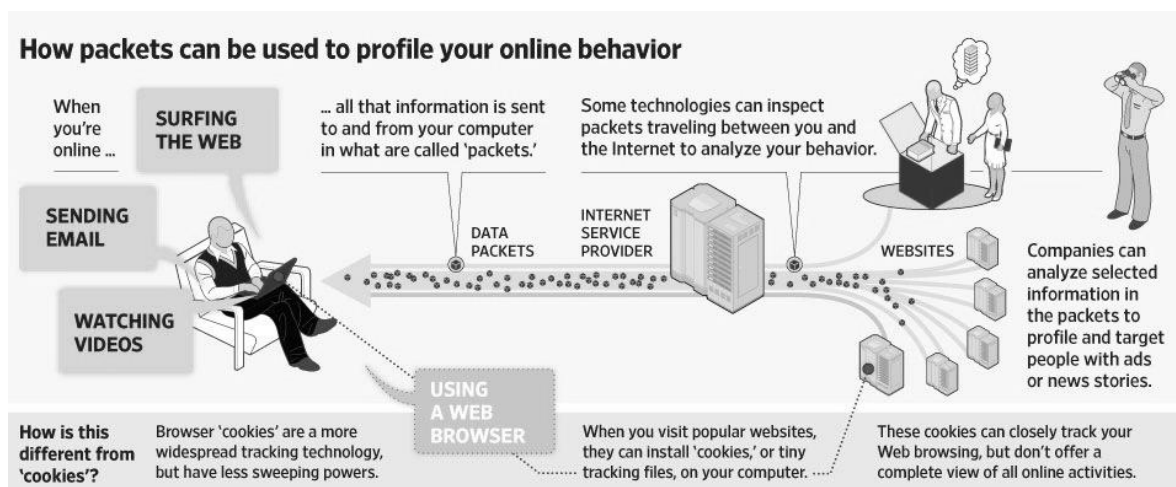 How packets can be used to profile your online behavior
When
you're
online ...
SURFING
THE WEB
SENDING
EMAIL
WATCHING
VIDEOS
... all that information is sent
to and from your computer
in what are called 'packets.'
Some technologies can inspect
packets traveling between you and
the Internet to analyze your behavior.
DATA
PACKETS
INTERNET
SERVICE
PROVIDER
WEBSITES
Companies can
analyze selected
information in
the packets to
profile and target
people with ads
or news stories.
USING
A WEB
BROWSER
How is this
different from
'cookies'?
Browser 'cookies' are a more
widespread tracking technology,
but have less sweeping powers.
When you visit popular websites,
they can install 'cookies,' or tiny
tracking files, on your computer.
These cookies can closely track your
Web browsing, but don't offer a
complete view of all online activities.